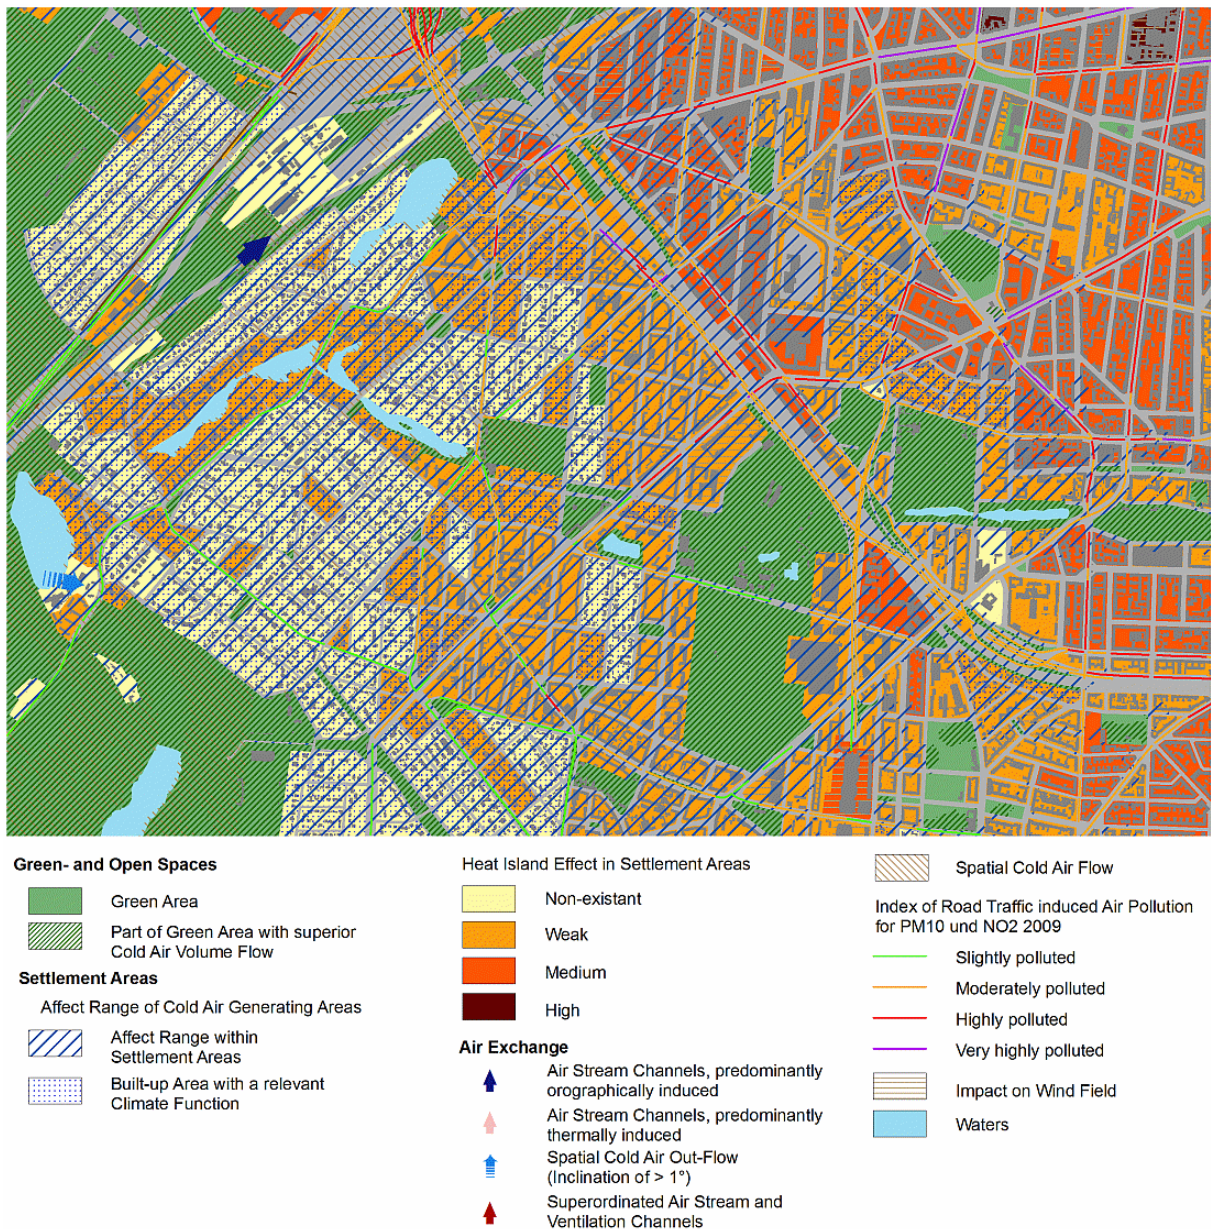 Green- and Open Spaces
Green Area
Part of Green Area with superior
Cold Air Volume Flow
Settlement Areas
Affect Range of Cold Air Generating Areas
Affect Range within
Settlement Areas
Built-up Area with a relevant
Climate Function
Heat Island Effect in Settlement Areas
Non-existant
Weak
Medium
High
Air Exchange
Air Stream Channels, predominantly
orographically induced
Air Stream Channels, predominantly
thermally induced
Spatial Cold Air Out-Flow
(Inclination of > 1°)
Superordinated Air Stream and
Ventilation Channels
Spatial Cold Air Flow
Index of Road Traffic induced Air Pollution
for PM10 und NO2 2009
Slightly polluted
Moderately polluted
Highly polluted
Very highly polluted
Impact on Wind Field
Waters